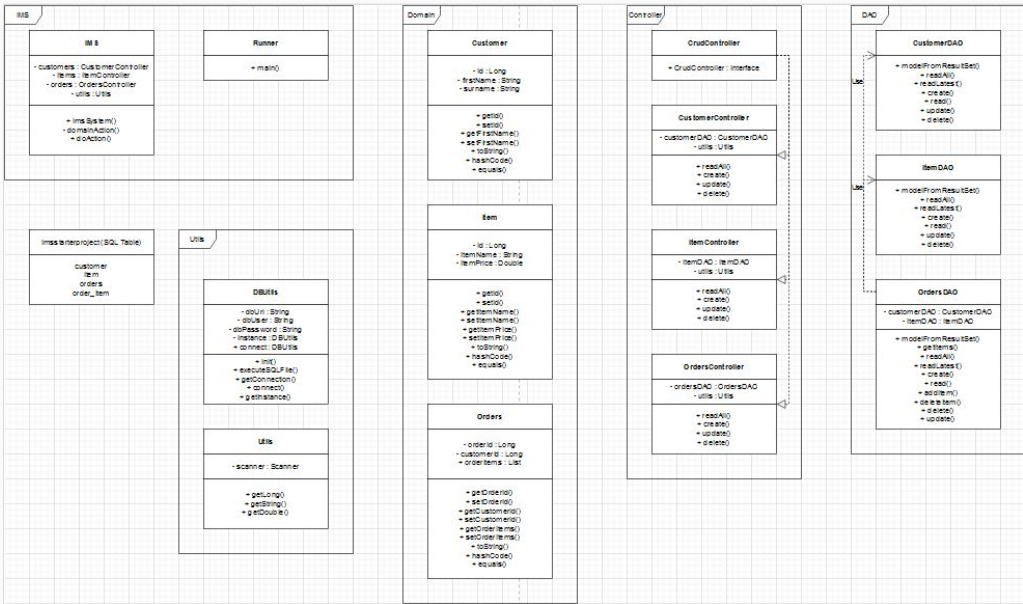 IMS
IMS
- customers : CustomerController
- items : ItemController
- orders : OrdersController
- utils : Utils
+ imsSystem()
- domainAction()
+ doAction()
Runner
+ main()
imsstarterproject(SQL Table)
customer
item
orders
order_item
Utils
DBUtils
- dbUrl : String
- dbUser : String
- dbPassword : String
- instance : DBUtils
+ connect : DBUtils
+ init()
+ executeSQLFile()
+ getConnection()
+ connect()
+ getInstance()
Utils
- scanner : Scanner
+ getLong()
+ getString()
+ getDouble()
Domain
Customer
- id : Long
- firstName : String
- surname : String
+ getId()
+ setId()
+ getFirstName()
+ setFirstName()
+ toString()
+ hashCode()
+ equals()
Item
- id : Long
- itemName : String
- itemPrice : Double
+ getId()
+ setId()
+ getItemName()
+ setItemName()
+ getItemPrice()
+ setItemPrice()
+ toString()
+ hashCode()
+ equals()
Orders
- orderId : Long
- customerId : Long
+ orderItems : List
+ getOrderId()
+ setOrderId()
+ getCustomerId()
+ setCustomerId()
+ getOrderItems()
+ setOrderItems()
+ toString()
+ hashCode()
+ equals()
Controller
CrudController
+ CrudController : Interface
CustomerController
- customerDAO : CustomerDAO
- utils : Utils
+ readAll()
+ create()
+ update()
+ delete()
ItemController
- itemDAO : ItemDAO
- utils : Utils
+ readAll()
+ create()
+ update()
+ delete()
OrdersController
- ordersDAO : OrdersDAO
- utils : Utils
+ readAll()
+ create()
+ update()
+ delete()
DAO
CustomerDAO
+ modelFromResultSet()
+ readAll()
+ readLatest()
+ create()
+ read()
+ update()
+ delete()
Use
ItemDAO
+ modelFromResultSet()
+ readAll()
+ readLatest()
+ create()
+ read()
+ update()
+ delete()
Use
OrdersDAO
- customerDAO : CustomerDAO
- itemDAO : ItemDAO
+ modelFromResultSet()
+ getItems()
+ readAll()
+ readLatest()
+ create()
+ read()
+ addItem()
+ deleteItem()
+ delete()
+ update()